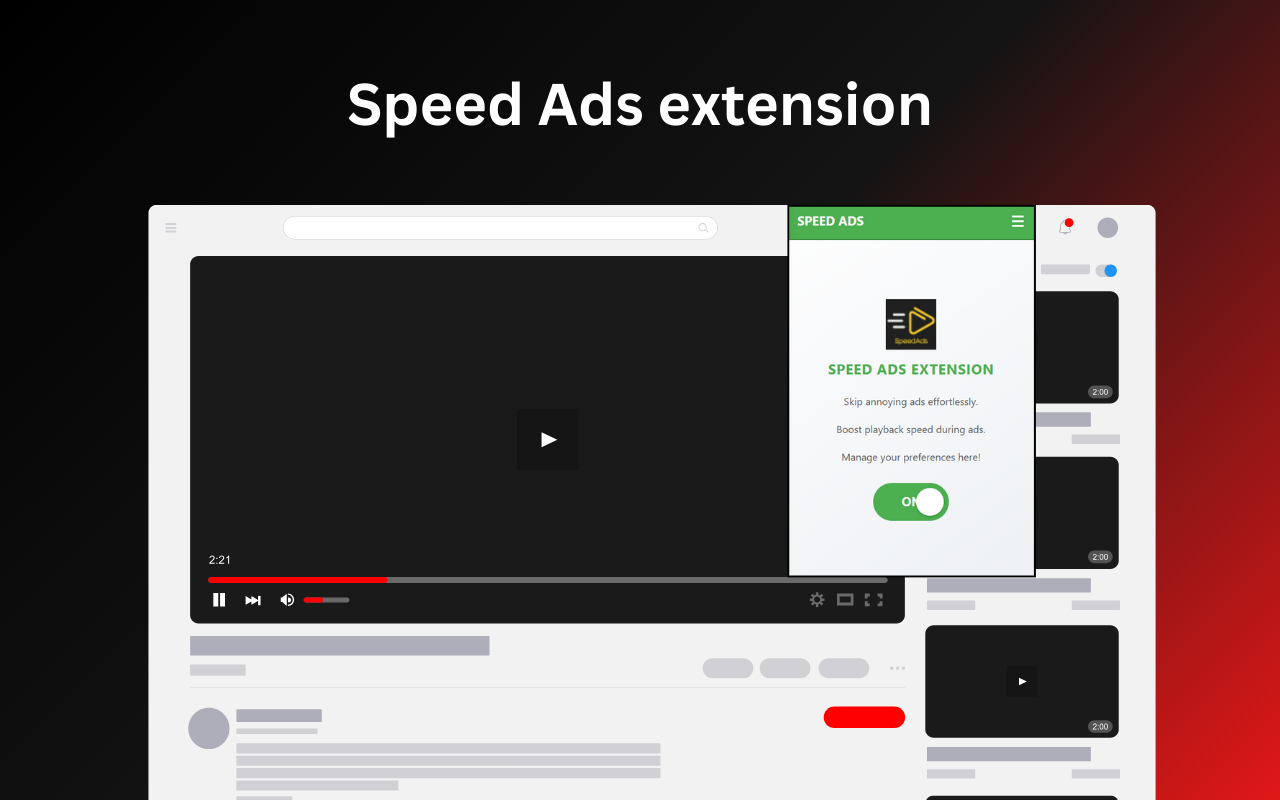 Speed Ads extension
SPEED ADS
SpeedAds
SPEED ADS EXTENSION
Skip annoying ads effortlessly.
Boost playback speed during ads.
Manage your preferences here!
ON
2:21
2:00
2:00
2:00